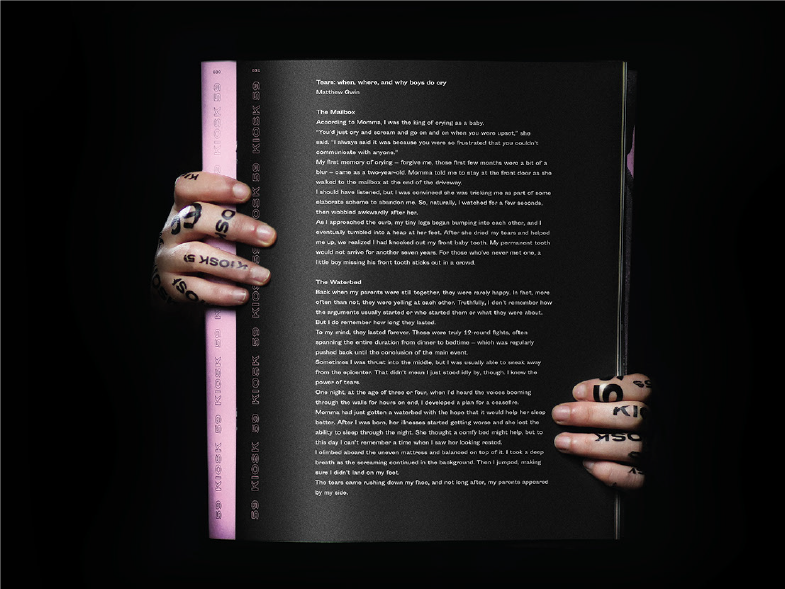 Tears: when, where, and why boys do cry
Matthew Gwin
The Mailbox
According to Momma, I was the king of crying as a baby.
"You'd just cry and scream and go on and on when you were upset," she
said. "I always said it was because you were so frustrated that you couldn't
communicate with anyone."
My first memory of crying – forgive me, those first few months were a bit of a
blur – came as a two-year-old. Momma told me to stay at the front door as she
walked to the mailbox at the end of the driveway.
I should have listened, but I was convinced she was tricking me as part of some
elaborate scheme to abandon me. So, naturally, I watched for a few seconds,
then wobbled awkwardly after her.
As I approached the curb, my tiny legs began bumping into each other, and I
eventually tumbled into a heap at her feet. After she dried my tears and helped
me up, we realized I had knocked out my front baby tooth. My permanent tooth
would not arrive for another seven years. For those who've never met one, a
little boy missing his front tooth sticks out in a crowd.
The Waterbed
Back when my parents were still together, they were rarely happy. In fact, more
often than not, they were yelling at each other. Truthfully, I don't remember how
the arguments usually started or who started them or what they were about.
But I do remember how long they lasted.
To my mind, they lasted forever. These were truly 12-round fights, often
spanning the entire duration from dinner to bedtime – which was regularly
pushed back until the conclusion of the main event.
Sometimes I was thrust into the middle, but I was usually able to sneak away
from the epicenter. That didn't mean I just stood idly by, though. I knew the
power of tears.
One night, at the age of three or four, when I'd heard the voices booming
through the walls for hours on end, I developed a plan for a ceasefire.
Momma had just gotten a waterbed with the hope that it would help her sleep
better. After I was born, her illnesses started getting worse and she lost the
ability to sleep through the night. She thought a comfy bed might help, but to
this day I can't remember a time when I saw her looking rested.
I climbed aboard the uneven mattress and balanced on top of it. I took a deep
breath as the screaming continued in the background. Then I jumped, making
sure I didn't land on my feet.
The tears came rushing down my face, and not long after, my parents appeared
by my side.
59 KIOSK 59 KIOSK 59 KIOSK 59
59 KIOSK 59 KIOSK 59 KIOSK 59
KIOSK 5
KIO
OSK